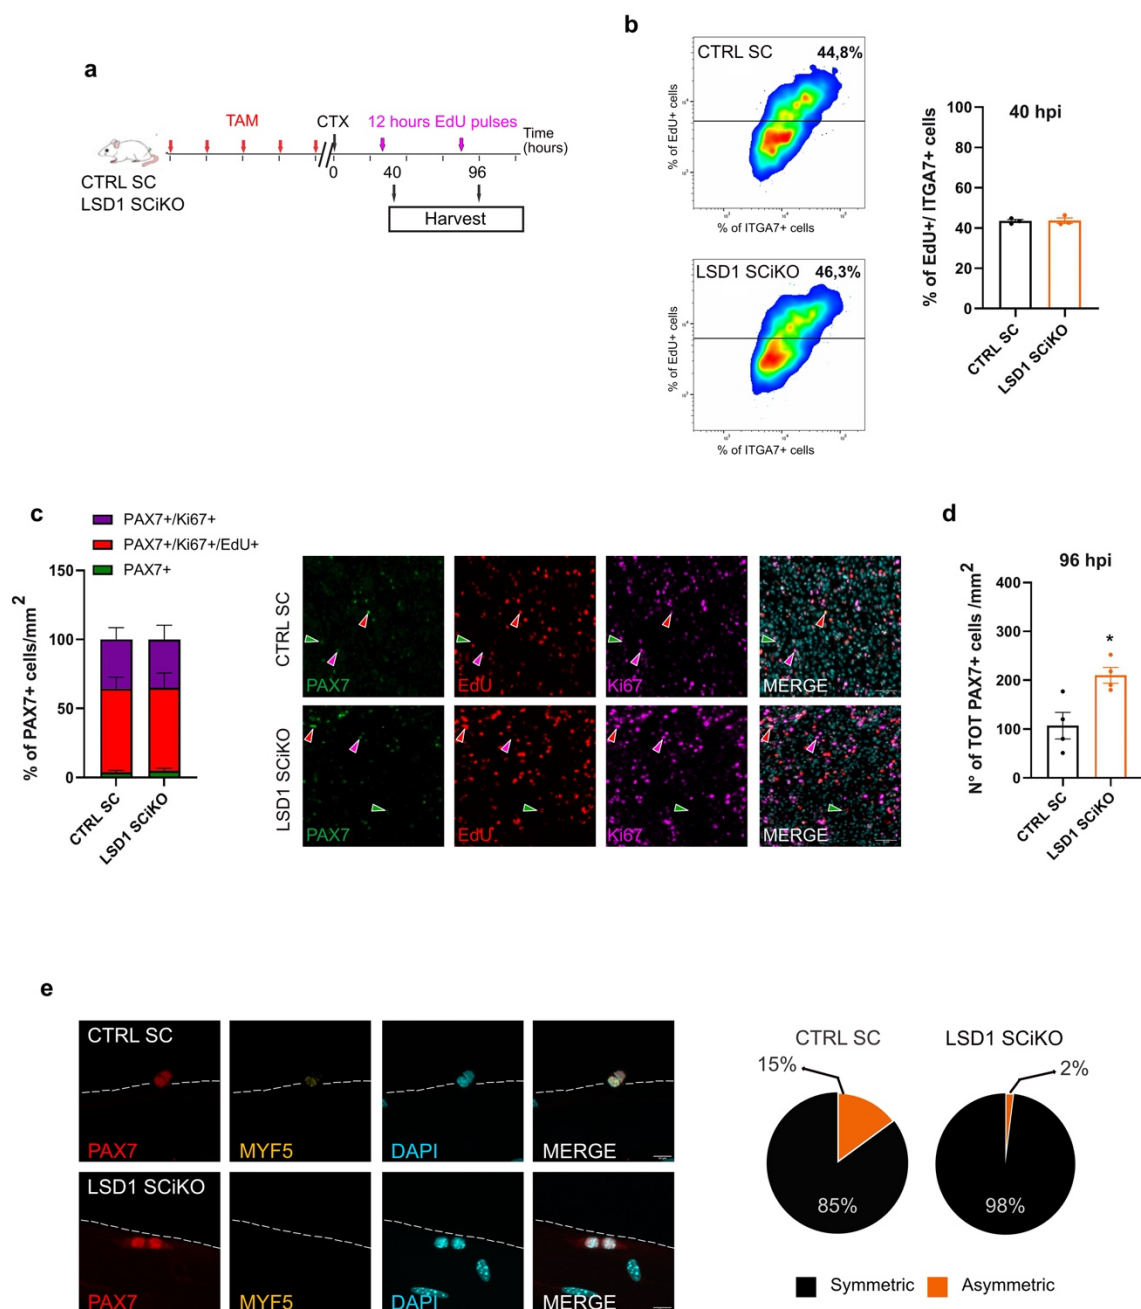 a
TAM
CTX
12 hours EdU pulses
Time
(hours)
0
40
96
CTRL SC
LSD1 SCiKO
Harvest
b
CTRL SC
44,8%
% of EdU+ cells
% of ITGA7+ cells
LSD1 SCiKO
46,3%
% of EdU+ cells
% of ITGA7+ cells
40 hpi
% of EdU+/ ITGA7+ cells
100
80
60
40
20
0
CTRL SC
LSD1 SCiKO
c
PAX7+/Ki67+
PAX7+/Ki67+/EdU+
PAX7+
% of PAX7+ cells/mm2
150
100
50
0
CTRL SC
LSD1 SCiKO
CTRL SC
PAX7
EdU
Ki67
MERGE
LSD1 SCiKO
PAX7
EdU
Ki67
MERGE
d
96 hpi
N° of TOT PAX7+ cells /mm2
400
300
200
100
0
*
CTRL SC
LSD1 SCiKO
e
CTRL SC
PAX7
MYF5
DAPI
MERGE
LSD1 SCiKO
PAX7
MYF5
DAPI
MERGE
CTRL SC
15%
85%
LSD1 SCiKO
2%
98%
Symmetric
Asymmetric